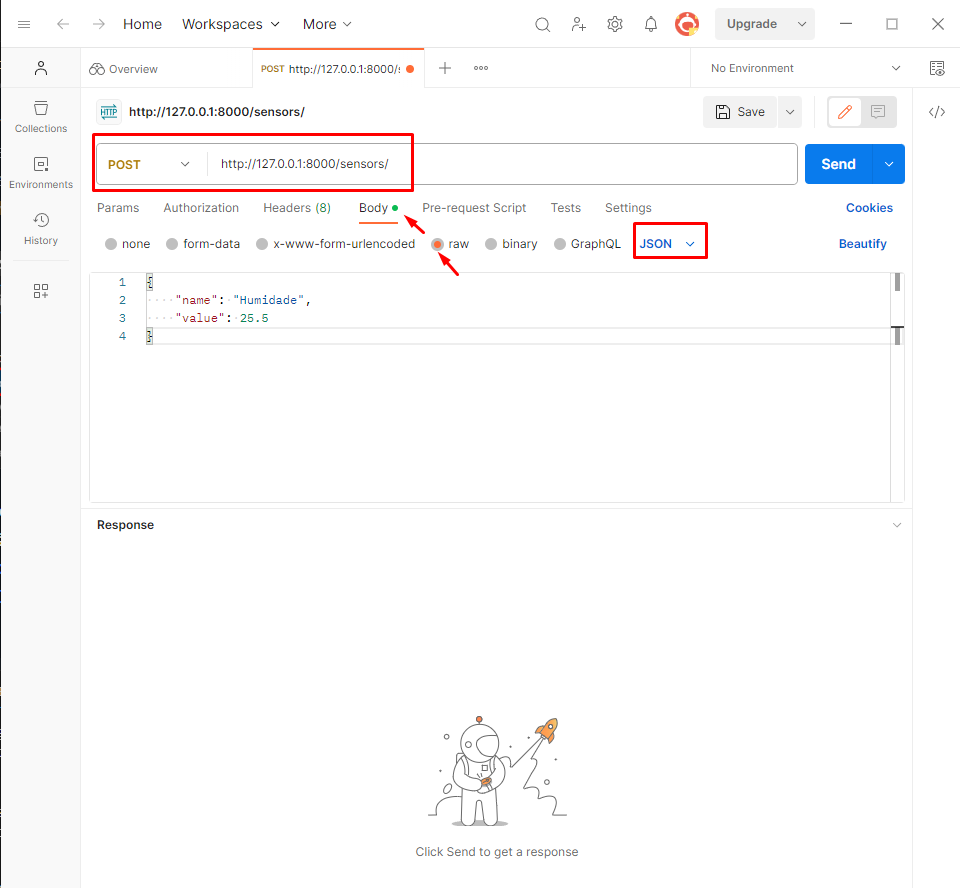 Home Workspaces More Upgrade
Overview POST http://127.0.0.1:8000/s No Environment
HTTP http://127.0.0.1:8000/sensors/ Save </>
Collections
POST http://127.0.0.1:8000/sensors/ Send
Environments
Params Authorization Headers (8) Body Pre-request Script Tests Settings Cookies
History
none form-data x-www-form-urlencoded raw binary GraphQL JSON Beautify
1 {
2 ····"name":·"Humidade",
3 ····"value":·25.5
4 }
Response
Click Send to get a response